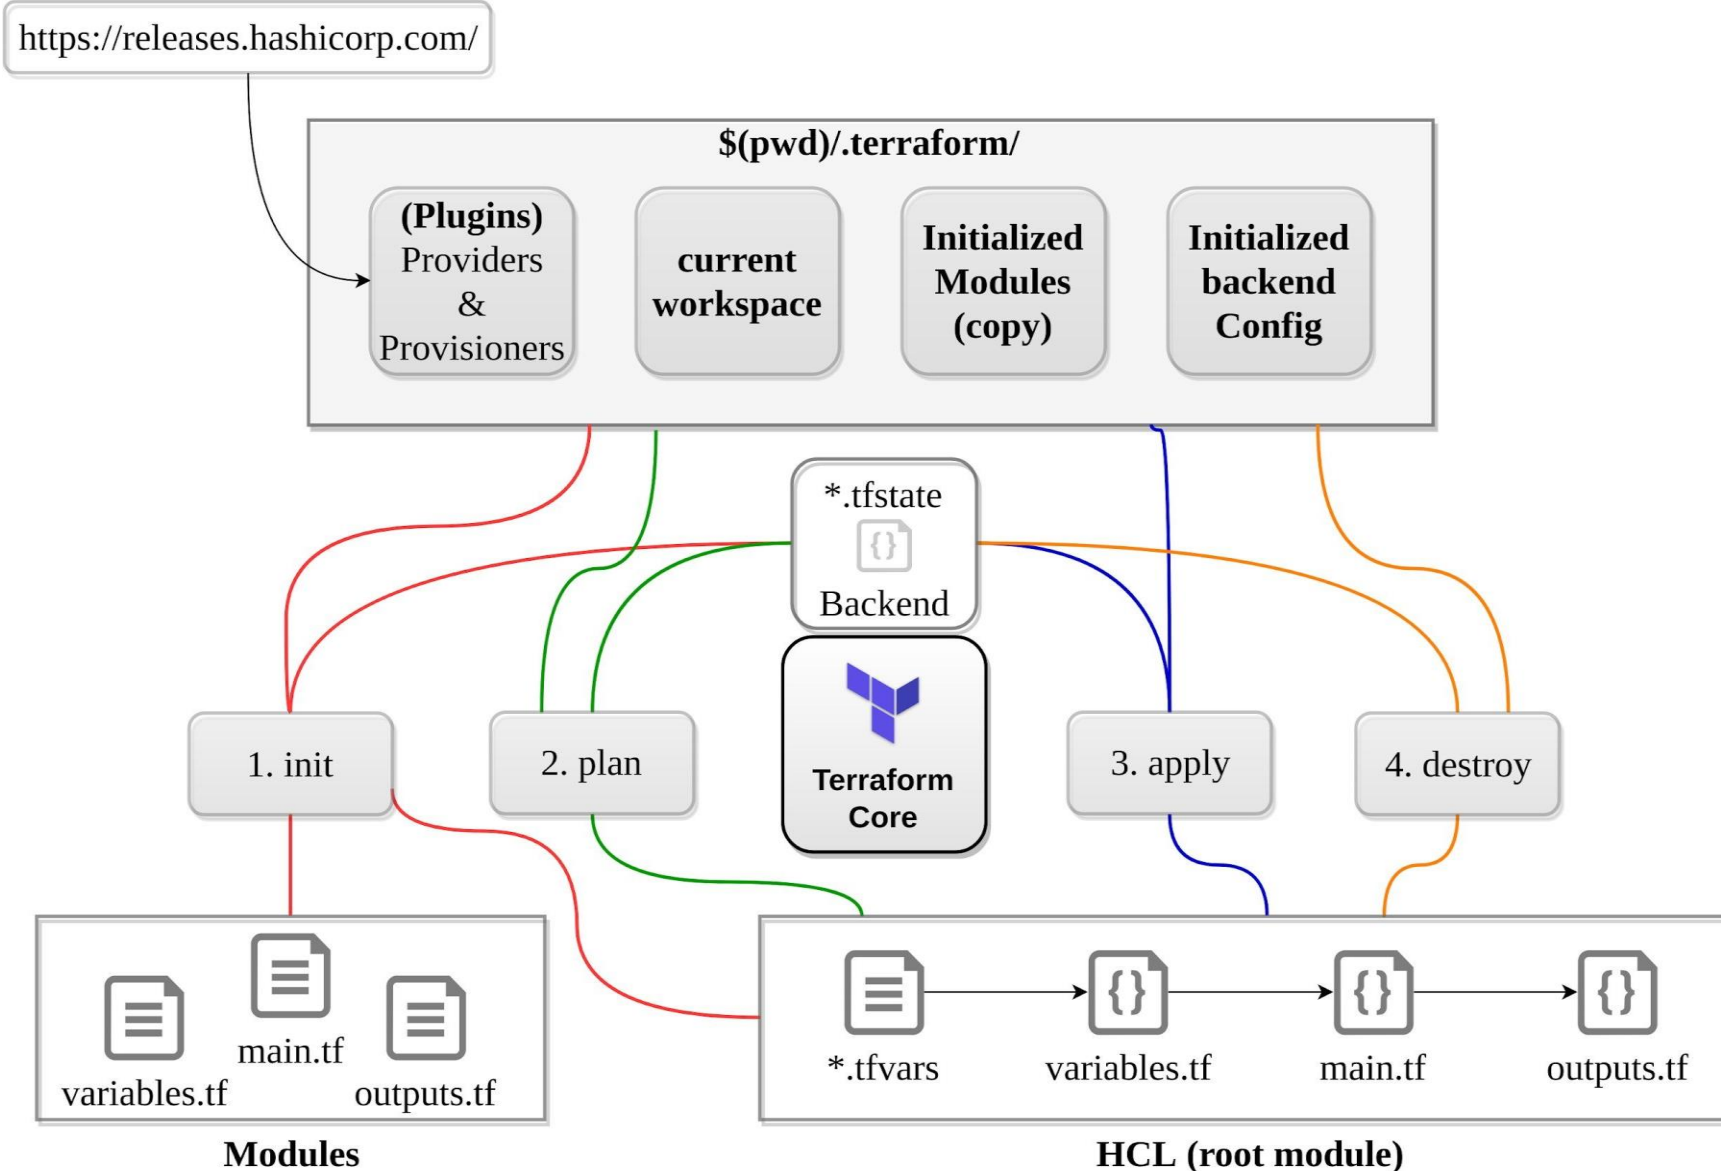 https://releases.hashicorp.com/
$(pwd)/.terraform/
(Plugins)
Providers
&
Provisioners
current
workspace
Initialized
Modules
(copy)
Initialized
backend
Config
*.tfstate
{}
Backend
Terraform
Core
1. init
2. plan
3. apply
4. destroy
variables.tf
main.tf
outputs.tf
Modules
{}
{}
{}
*.tfvars
variables.tf
main.tf
outputs.tf
HCL (root module)